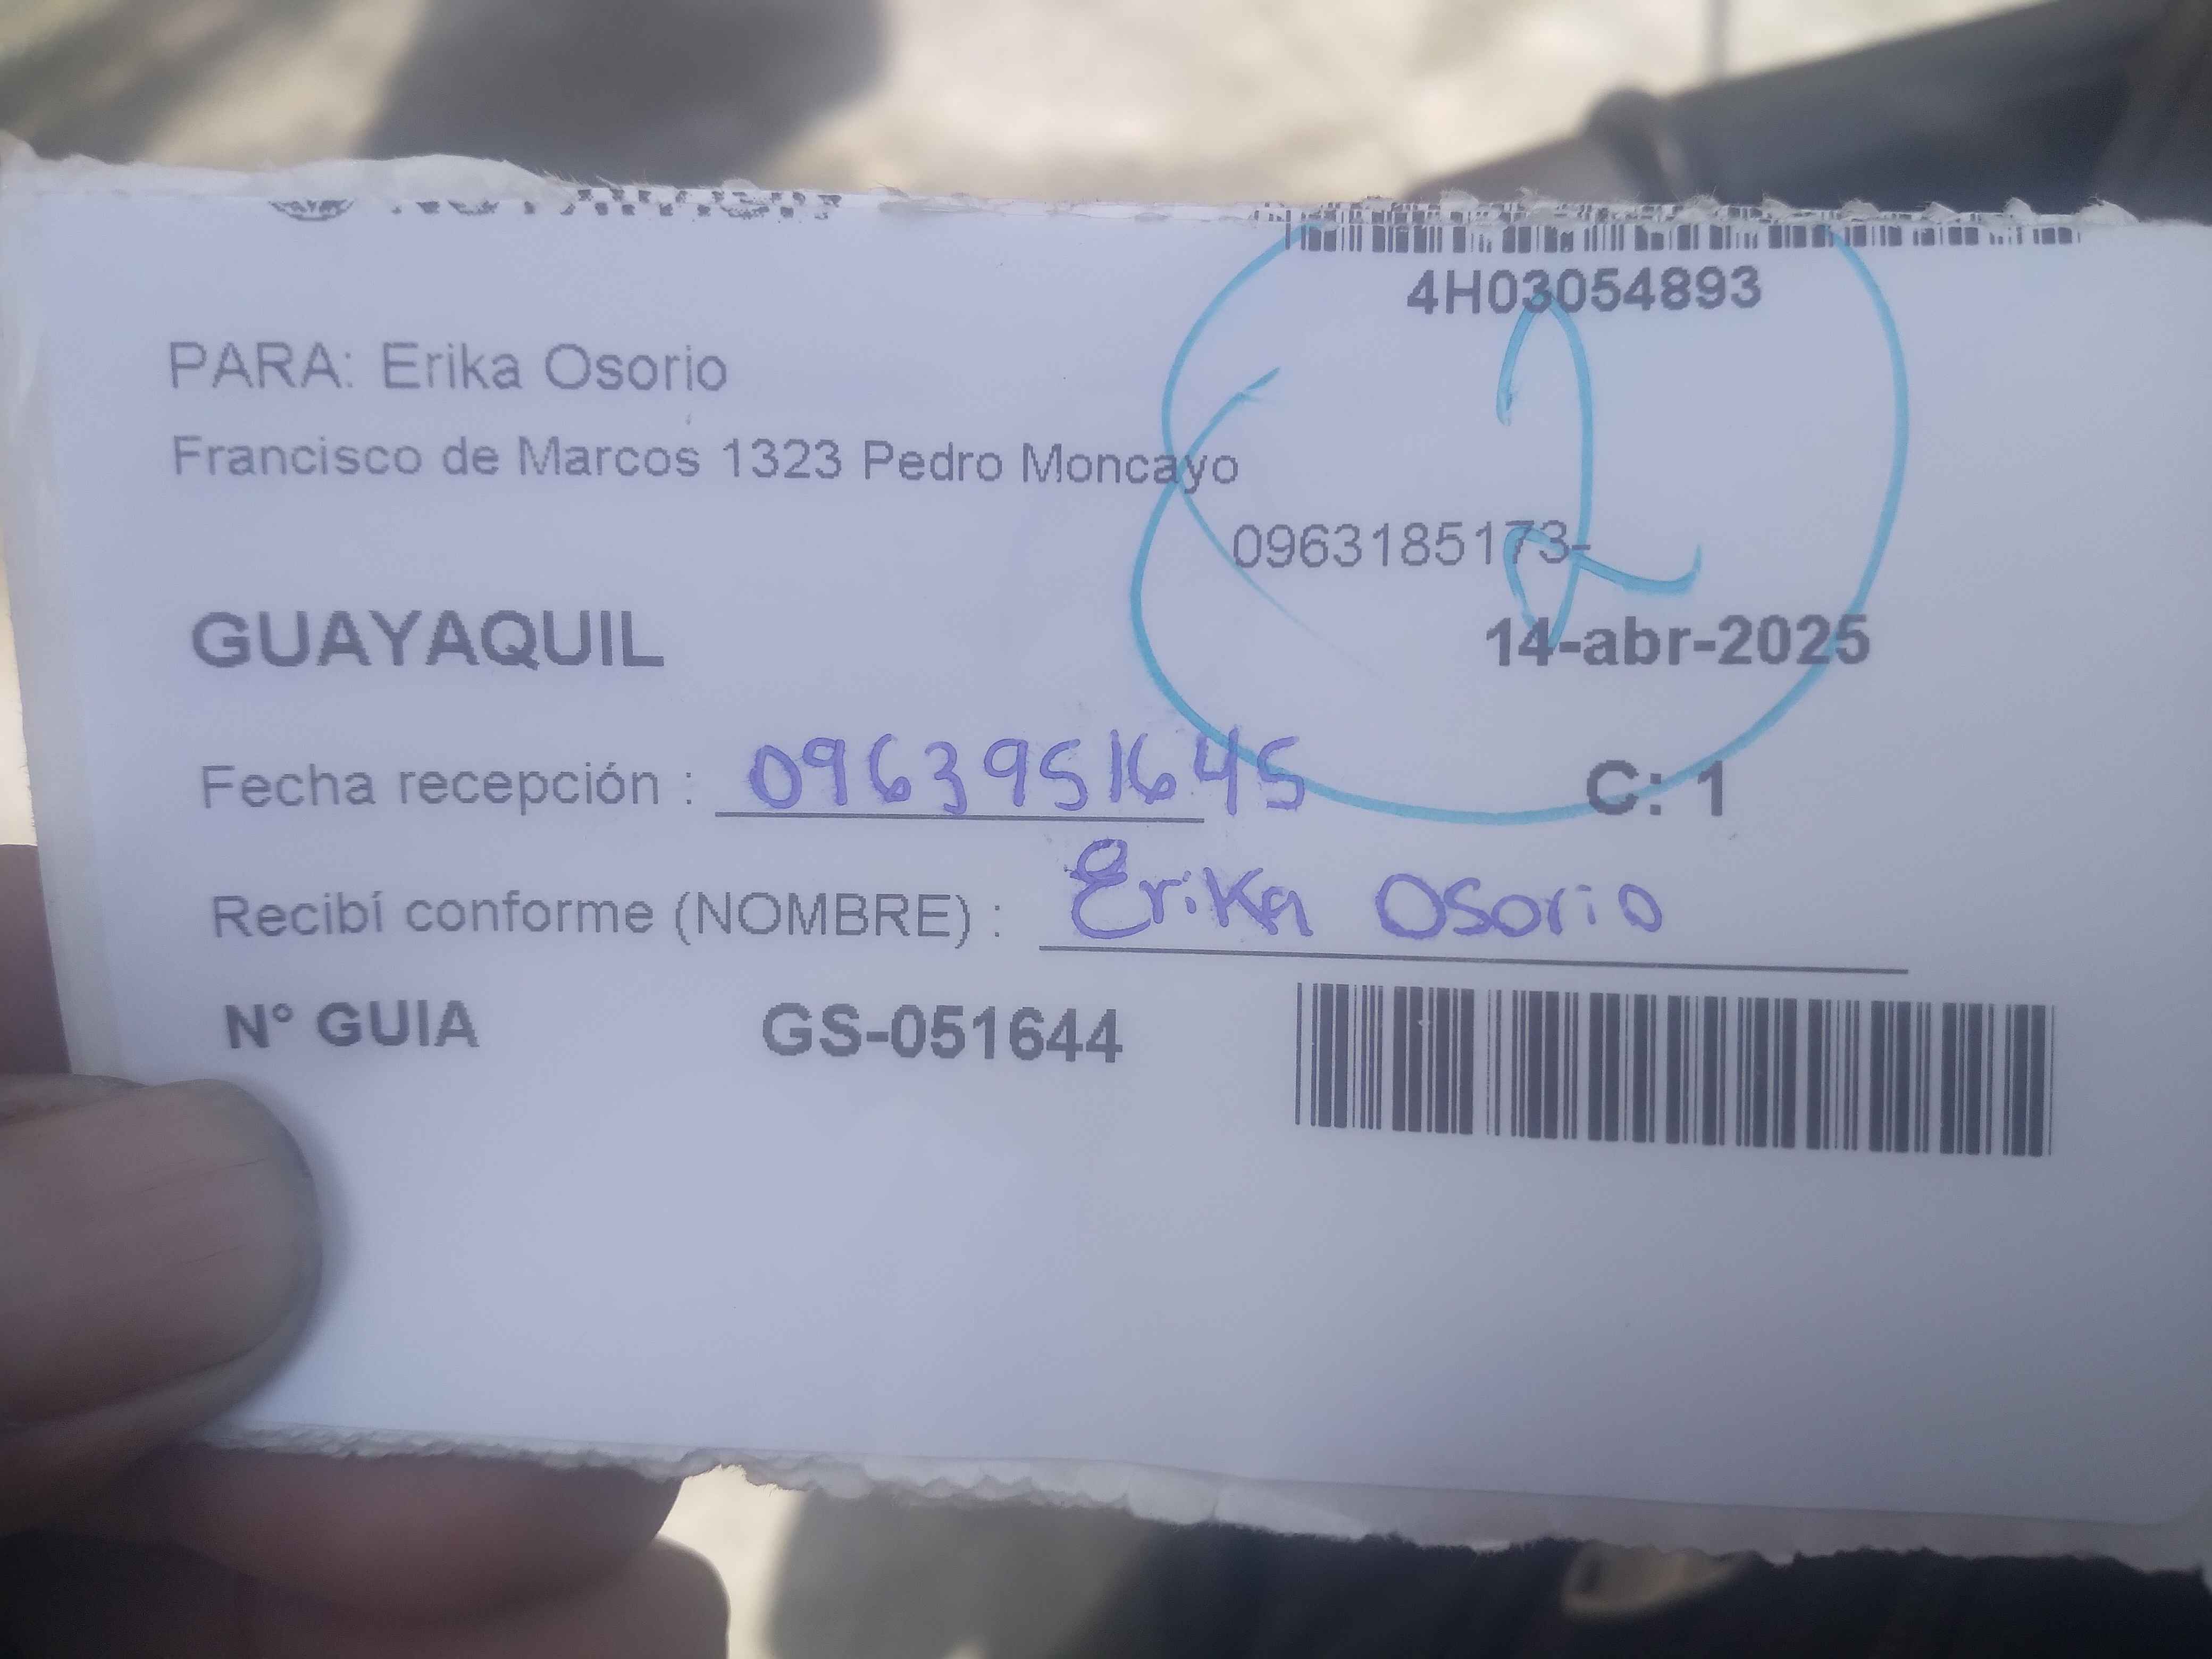 4H03054893
PARA: Erika Osorio
Francisco de Marcos 1323 Pedro Moncayo
0963185173-
2
GUAYAQUIL
14-abr-2025
Fecha recepción : 0963951645
C: 1
Recibí conforme (NOMBRE) : Erika Osorio
N° GUIA GS-051644